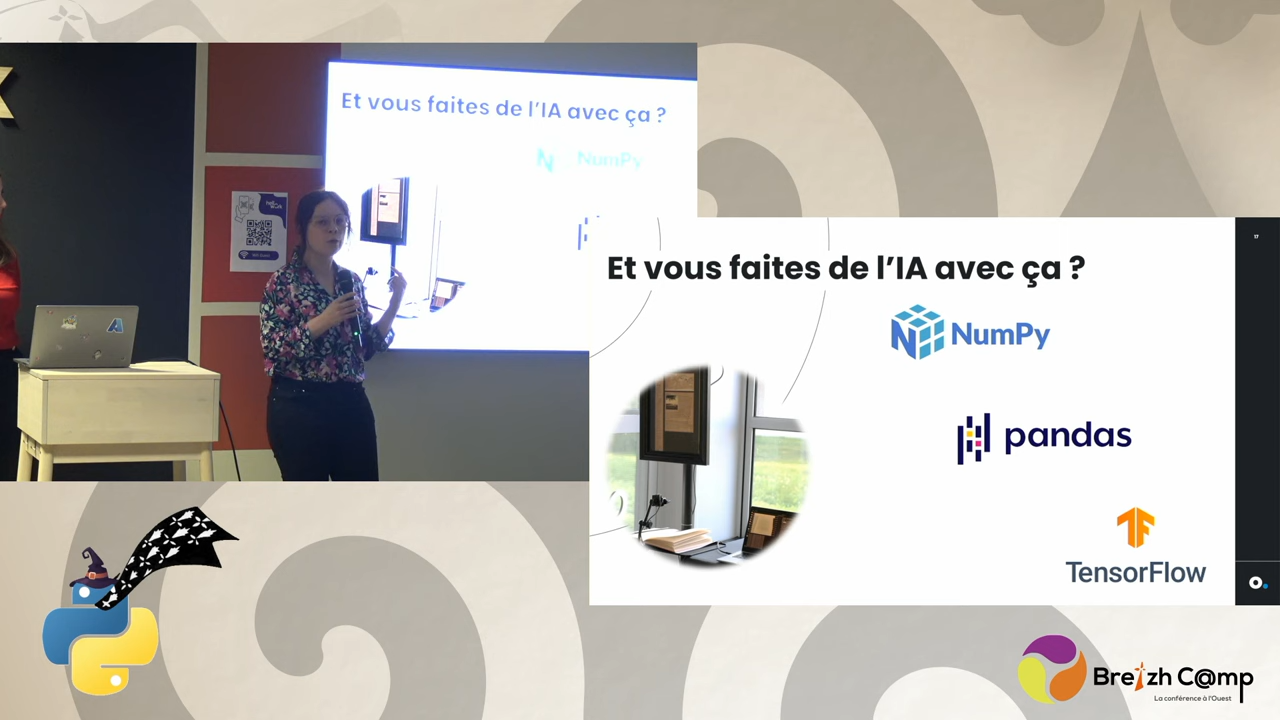 Et vous faites de l'IA avec ça ?
NumPy
17
Et vous faites de l'IA avec ça ?
NumPy
pandas
TensorFlow
o.
Breizh C@mp
La conférence à l'Ouest